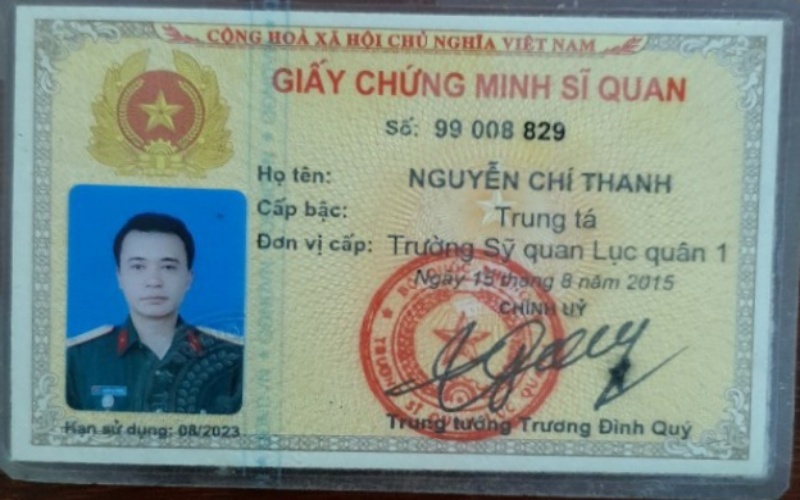 CỘNG HOÀ XÃ HỘI CHỦ NGHĨA VIỆT NAM
GIẤY CHỨNG MINH SĨ QUAN
Số: 99 008 829
Họ tên: NGUYỄN CHÍ THANH
Cấp bậc: Trung tá
Đơn vị cấp: Trường Sỹ quan Lục quân 1
Ngày 15 tháng 8 năm 2015
CHÍNH UỶ
Trung tướng Trương Đình Quý
Hạn sử dụng: 08/2023